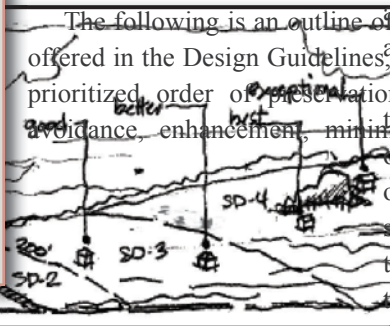 The following is an outline of
offered in the Design Guidelines,
prioritized order of preservatio
avoidance, enhancement, minim
good
better
best
exceptional
SD-4
SD-3
200'
SD-2